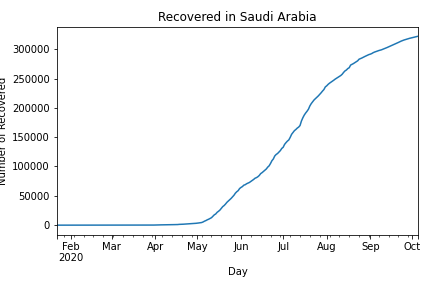 Recovered in Saudi Arabia
Number of Recovered
300000
250000
200000
150000
100000
50000
0
Feb Mar Apr May Jun Jul Aug Sep Oct
2020
Day